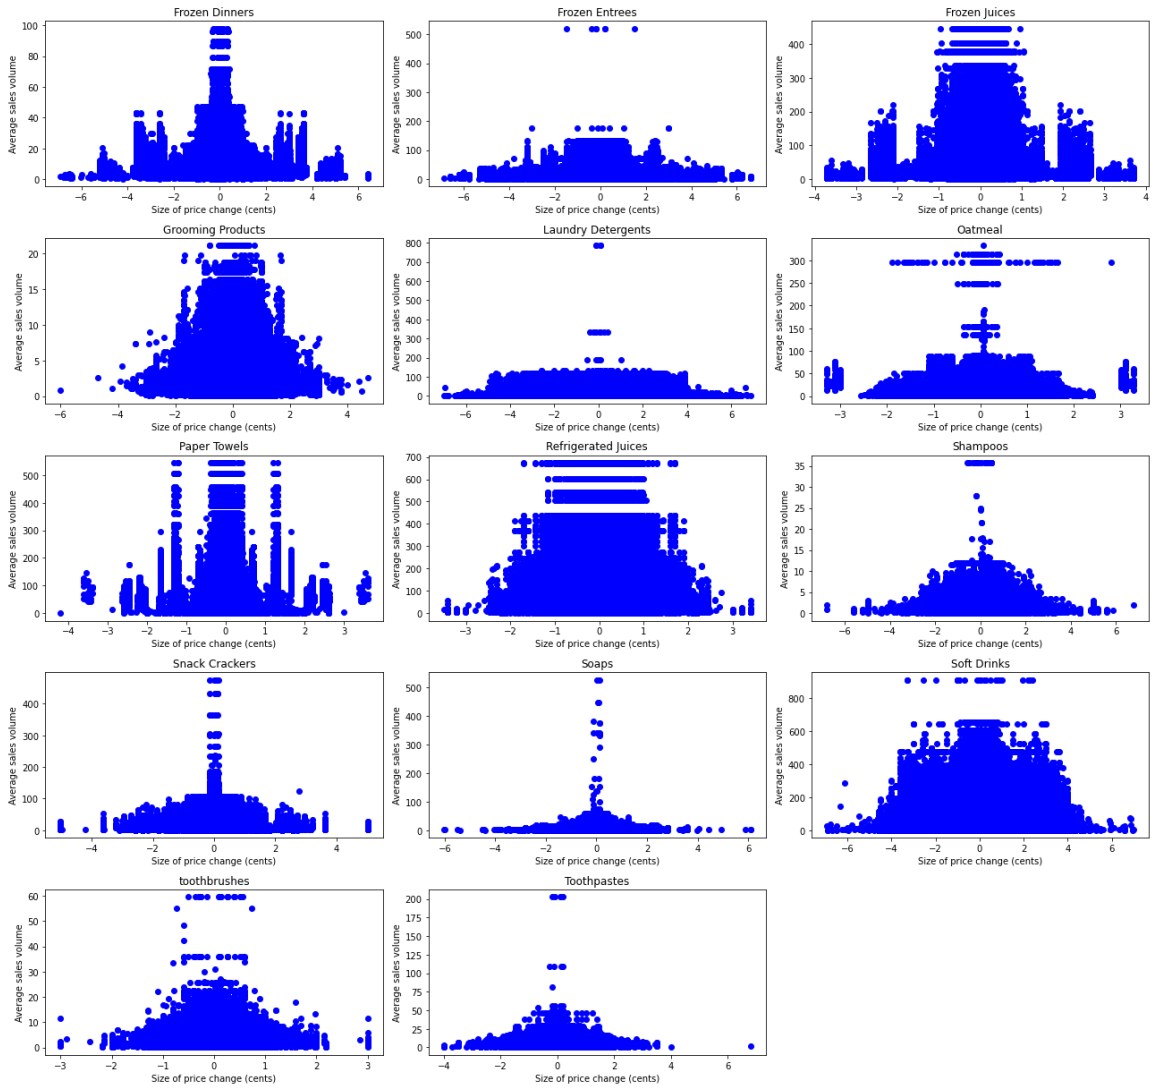 Frozen Dinners
Average sales volume
100
80
60
40
20
0
−6 −4 −2 0 2 4 6
Size of price change (cents)
Frozen Entrees
Average sales volume
500
400
300
200
100
0
−6 −4 −2 0 2 4 6
Size of price change (cents)
Frozen Juices
Average sales volume
400
300
200
100
0
−4 −3 −2 −1 0 1 2 3 4
Size of price change (cents)
Grooming Products
Average sales volume
20
15
10
5
0
−6 −4 −2 0 2 4
Size of price change (cents)
Laundry Detergents
Average sales volume
800
700
600
500
400
300
200
100
0
−6 −4 −2 0 2 4 6
Size of price change (cents)
Oatmeal
Average sales volume
300
250
200
150
100
50
0
−3 −2 −1 0 1 2 3
Size of price change (cents)
Paper Towels
Average sales volume
500
400
300
200
100
0
−4 −3 −2 −1 0 1 2 3
Size of price change (cents)
Refrigerated Juices
Average sales volume
700
600
500
400
300
200
100
0
−3 −2 −1 0 1 2 3
Size of price change (cents)
Shampoos
Average sales volume
35
30
25
20
15
10
5
0
−6 −4 −2 0 2 4 6
Size of price change (cents)
Snack Crackers
Average sales volume
400
300
200
100
0
−4 −2 0 2 4
Size of price change (cents)
Soaps
Average sales volume
500
400
300
200
100
0
−6 −4 −2 0 2 4 6
Size of price change (cents)
Soft Drinks
Average sales volume
800
600
400
200
0
−6 −4 −2 0 2 4 6
Size of price change (cents)
toothbrushes
Average sales volume
60
50
40
30
20
10
0
−3 −2 −1 0 1 2 3
Size of price change (cents)
Toothpastes
Average sales volume
200
175
150
125
100
75
50
25
0
−4 −2 0 2 4 6
Size of price change (cents)